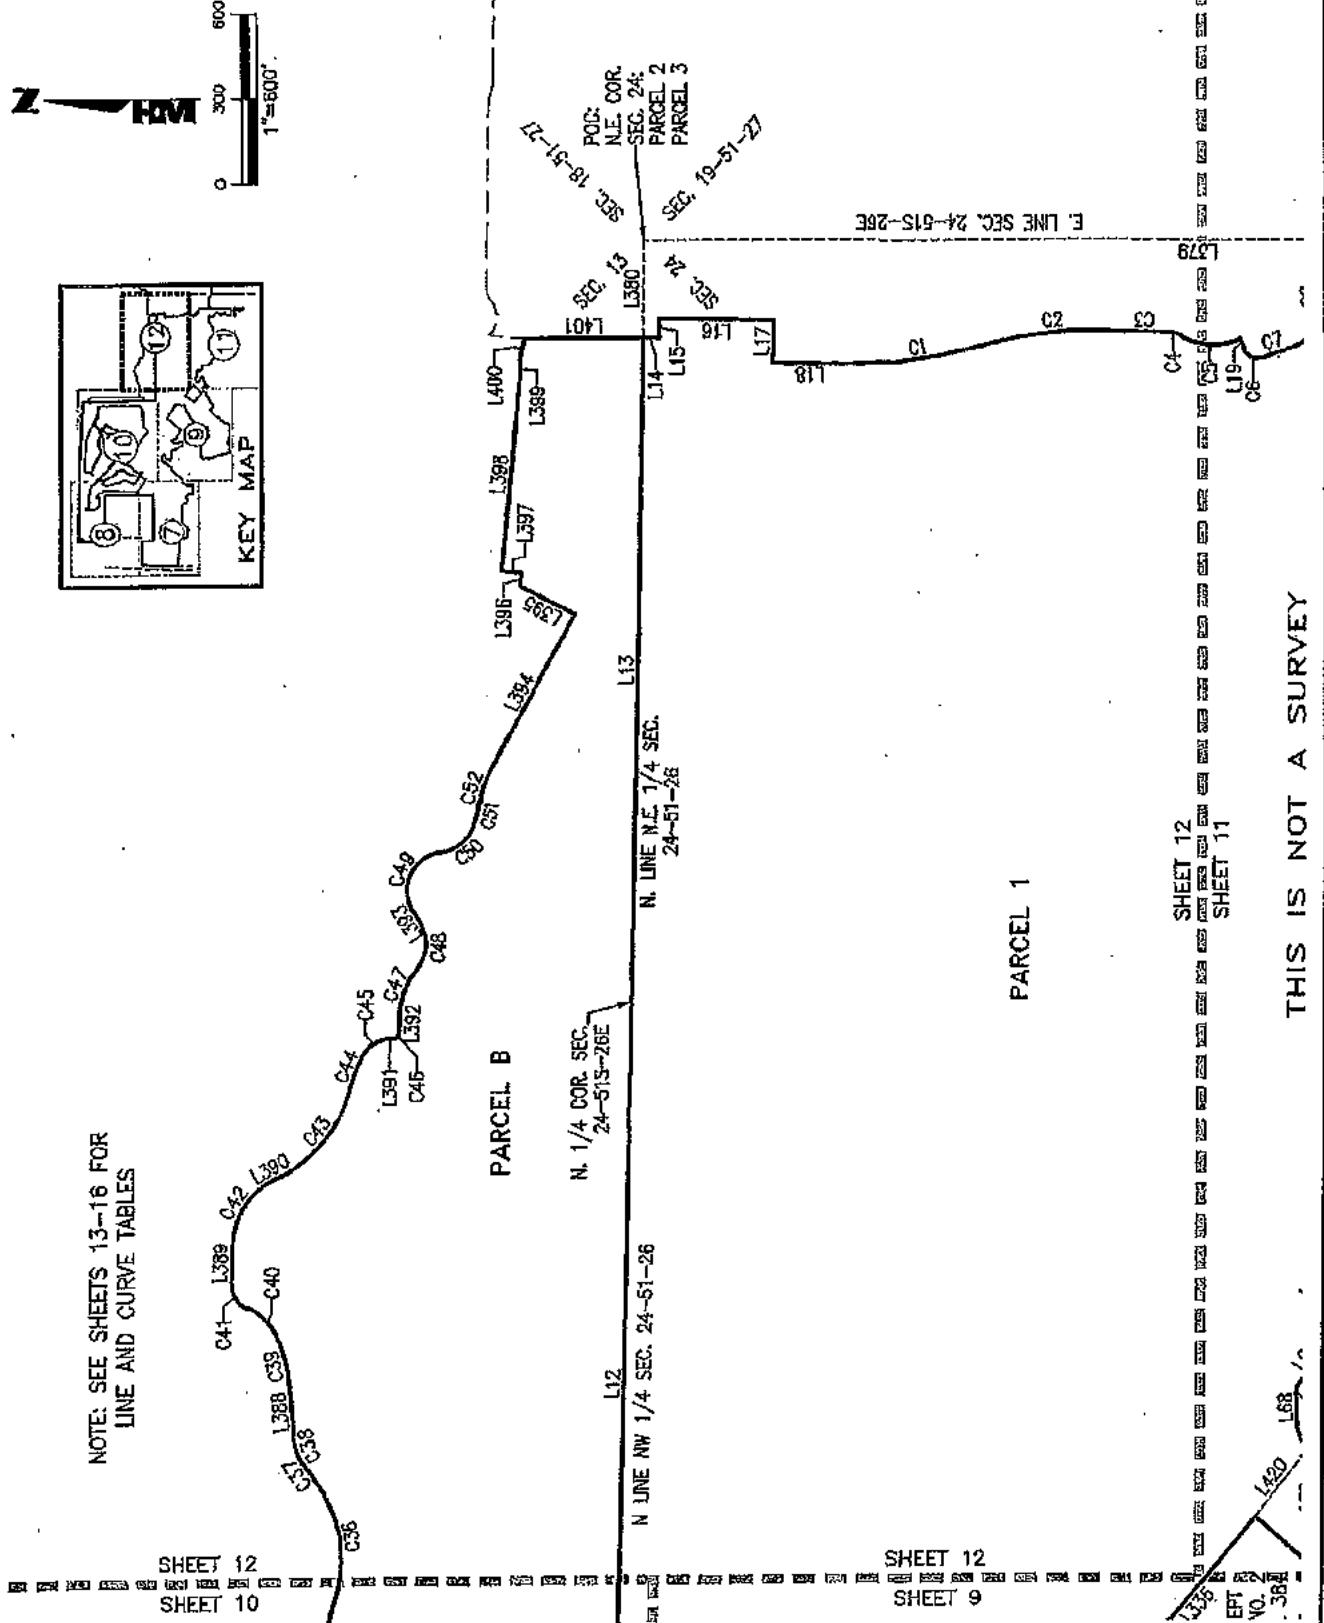 Z
HM
0
300
600
1"=600'
KEY MAP
8
10
12
7
9
11
NOTE: SEE SHEETS 13-16 FOR
LINE AND CURVE TABLES
SEC. 18-51-27
POC:
N.E. COR.
SEC. 24:
PARCEL 2
PARCEL 3
SEC. 19-51-27
SEC. 13
SEC. 24
L380
E. LINE SEC. 24-51S-26E
L379
SHEET 12
SHEET 10
C36
C37
C38
L388
C39
C40
C41
L389
C42
L390
C43
C44
C45
L391
C46
L392
C47
C48
L393
C49
C50
C51
C52
L394
L395
L396
L397
L398
L399
L400
L401
PARCEL B
N. 1/4 COR. SEC.
24-51S-26E
L12
N LINE NW 1/4 SEC. 24-51-26
L13
N. LINE N.E. 1/4 SEC.
24-51-26
L14
L15
L16
L17
L18
C1
C2
C3
C4
C5
L19
C6
C7
PARCEL 1
SHEET 12
SHEET 9
SHEET 12
SHEET 11
L336
L420
L68
NO. 2
THIS IS NOT A SURVEY